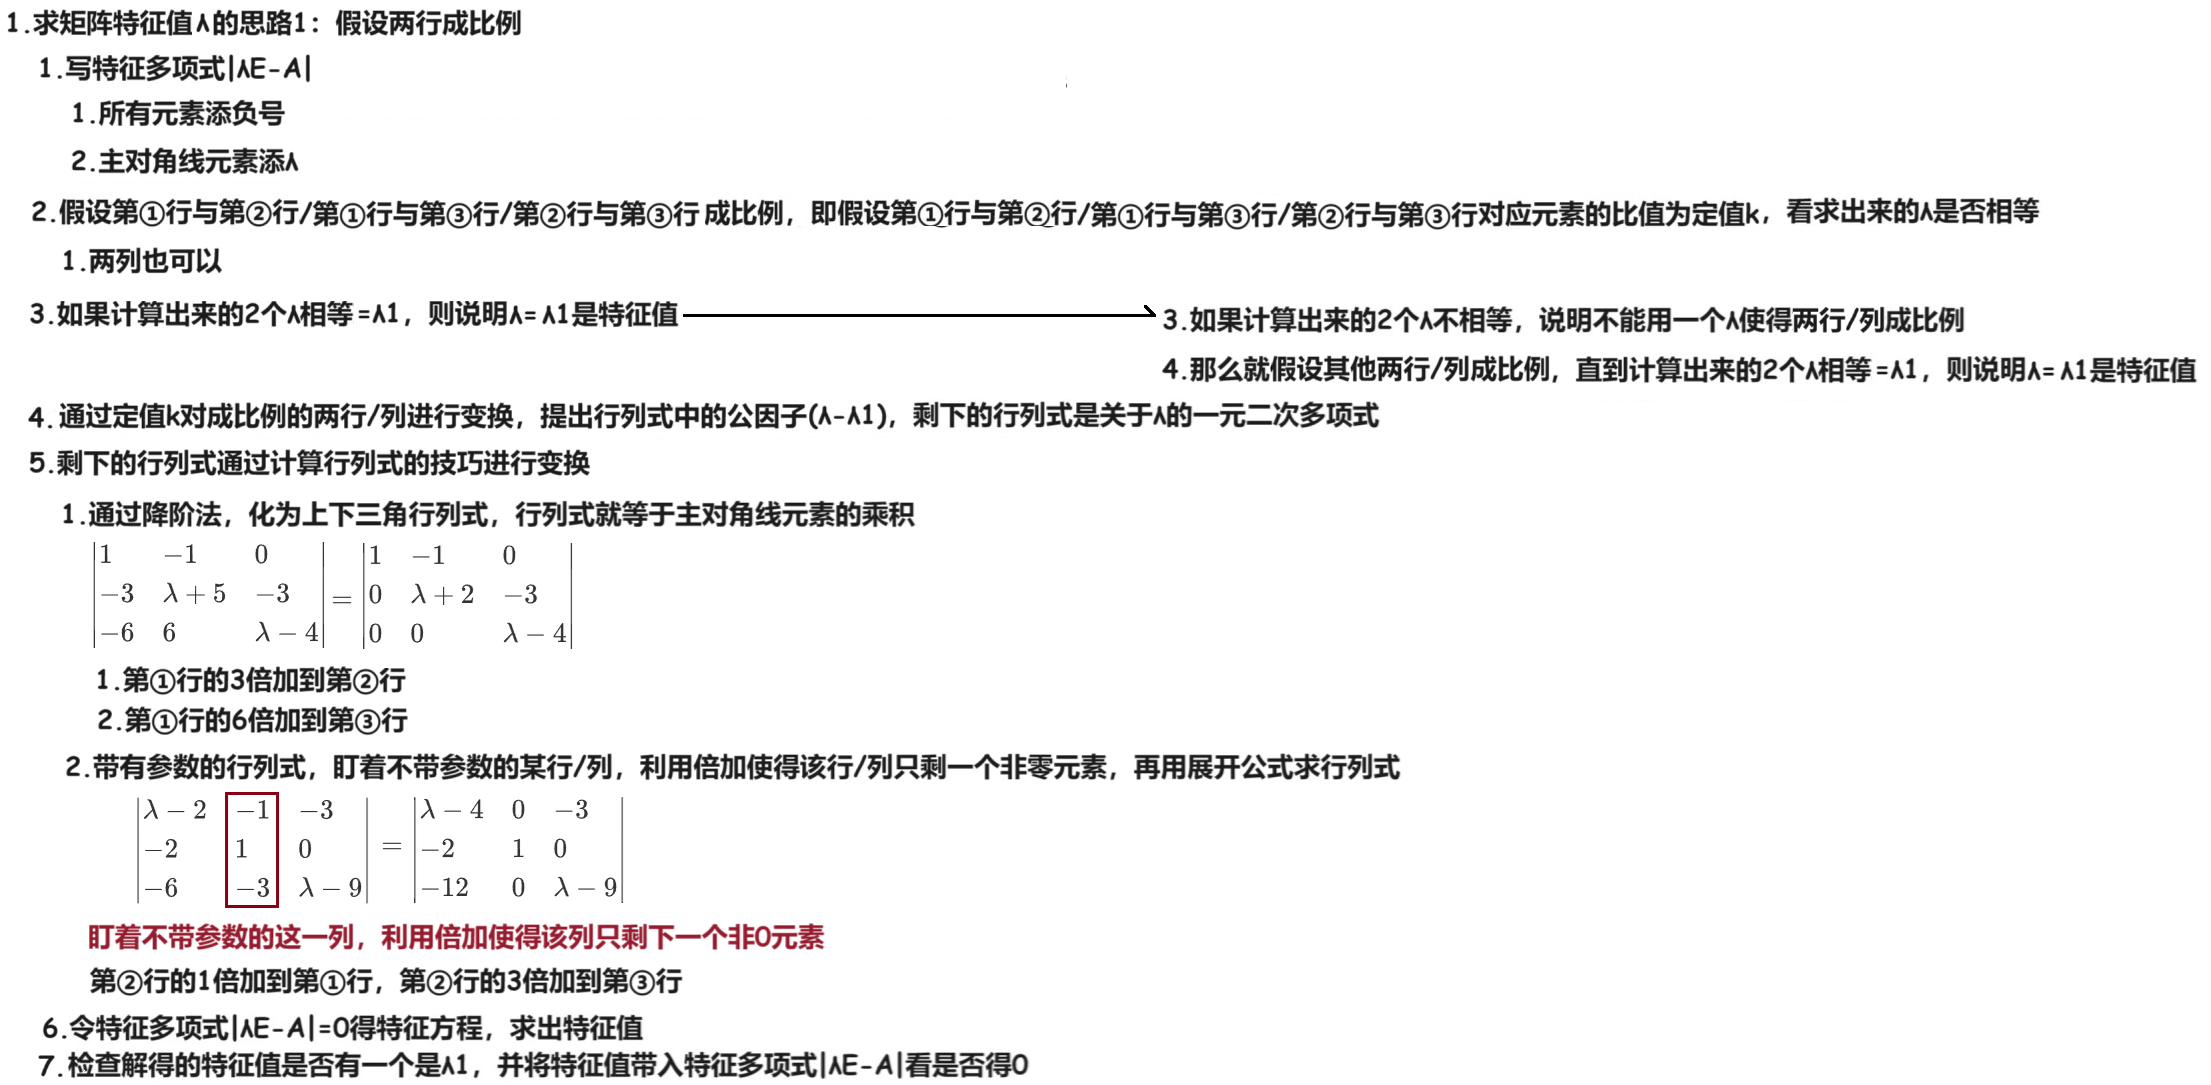 1.求矩阵特征值λ的思路1：假设两行成比例
1.写特征多项式|λE-A|
1.所有元素添负号
2.主对角线元素添λ
2.假设第①行与第②行/第①行与第③行/第②行与第③行成比例，即假设第①行与第②行/第①行与第③行/第②行与第③行对应元素的比值为定值k，看求出来的λ是否相等
1.两列也可以
3.如果计算出来的2个λ相等=λ1，则说明λ=λ1是特征值
3.如果计算出来的2个λ不相等，说明不能用一个λ使得两行/列成比例
4.那么就假设其他两行/列成比例，直到计算出来的2个λ相等=λ1，则说明λ=λ1是特征值
4.通过定值k对成比例的两行/列进行变换，提出行列式中的公因子(λ-λ1)，剩下的行列式是关于λ的一元二次多项式
5.剩下的行列式通过计算行列式的技巧进行变换
1.通过降阶法，化为上下三角行列式，行列式就等于主对角线元素的乘积
|1 −1 0| |1 −1 0|
|−3 λ+5 −3| = |0 λ+2 −3|
|−6 6 λ−4| |0 0 λ−4|
1.第①行的3倍加到第②行
2.第①行的6倍加到第③行
2.带有参数的行列式，盯着不带参数的某行/列，利用倍加使得该行/列只剩一个非零元素，再用展开公式求行列式
|λ−2 −1 −3| |λ−4 0 −3|
|−2 1 0| = |−2 1 0|
|−6 −3 λ−9| |−12 0 λ−9|
盯着不带参数的这一列，利用倍加使得该列只剩下一个非0元素
第②行的1倍加到第①行，第②行的3倍加到第③行
6.令特征多项式|λE-A|=0得特征方程，求出特征值
7.检查解得的特征值是否有一个是λ1，并将特征值带入特征多项式|λE-A|看是否得0